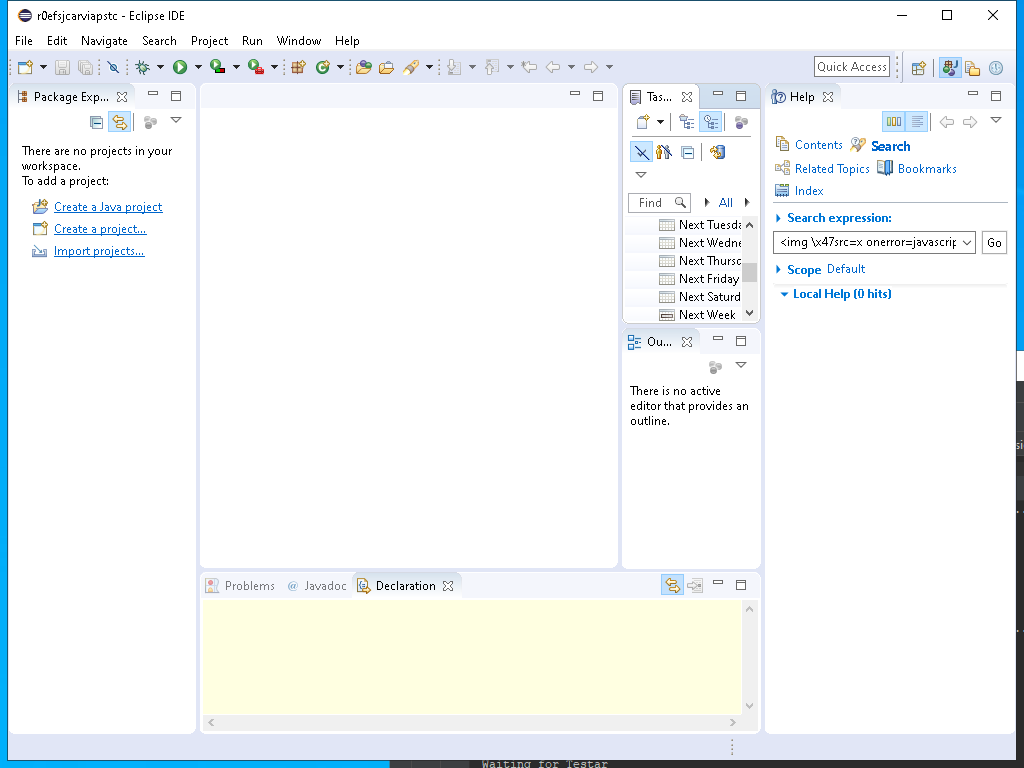 r0efsjcarviapstc - Eclipse IDE
File Edit Navigate Search Project Run Window Help
Quick Access
Package Exp...
There are no projects in your
workspace.
To add a project:
Create a Java project
Create a project...
Import projects...
Tas...
Find
All
Next Tuesda
Next Wedne
Next Thursd
Next Friday
Next Saturd
Next Week
Ou...
There is no active
editor that provides an
outline.
Help
Contents Search
Related Topics Bookmarks
Index
Search expression:
<img \x47src=x onerror=javascrip
Go
Scope Default
Local Help (0 hits)
Problems @ Javadoc Declaration
Waiting for Testar